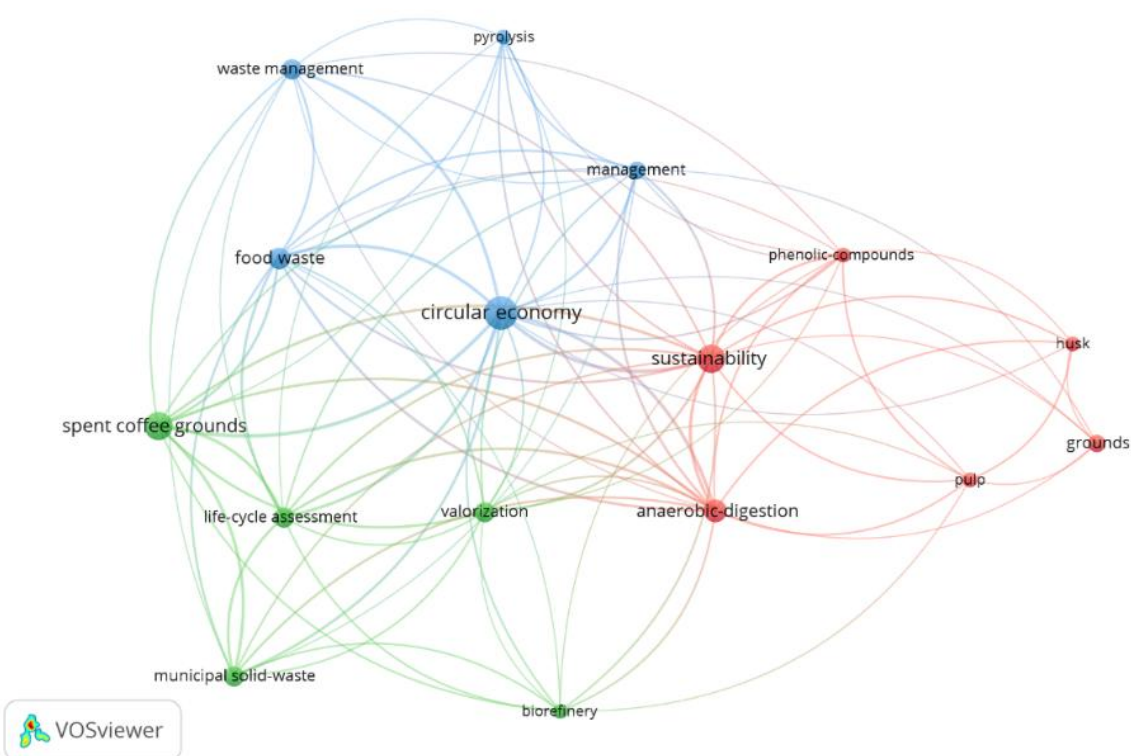 pyrolysis
waste management
management
phenolic-compounds
food waste
circular economy
husk
sustainability
spent coffee grounds
grounds
pulp
life-cycle assessment
valorization
anaerobic-digestion
municipal solid-waste
biorefinery
VOSviewer